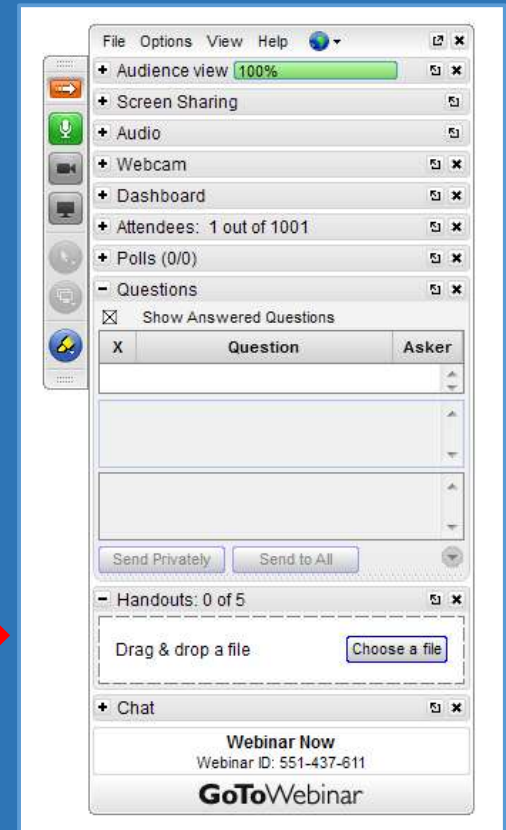 File Options View Help
+ Audience view 100%
+ Screen Sharing
+ Audio
+ Webcam
+ Dashboard
+ Attendees: 1 out of 1001
+ Polls (0/0)
- Questions
Show Answered Questions
X Question Asker
Send Privately Send to All
- Handouts: 0 of 5
Drag & drop a file Choose a file
+ Chat
Webinar Now
Webinar ID: 551-437-611
GoToWebinar